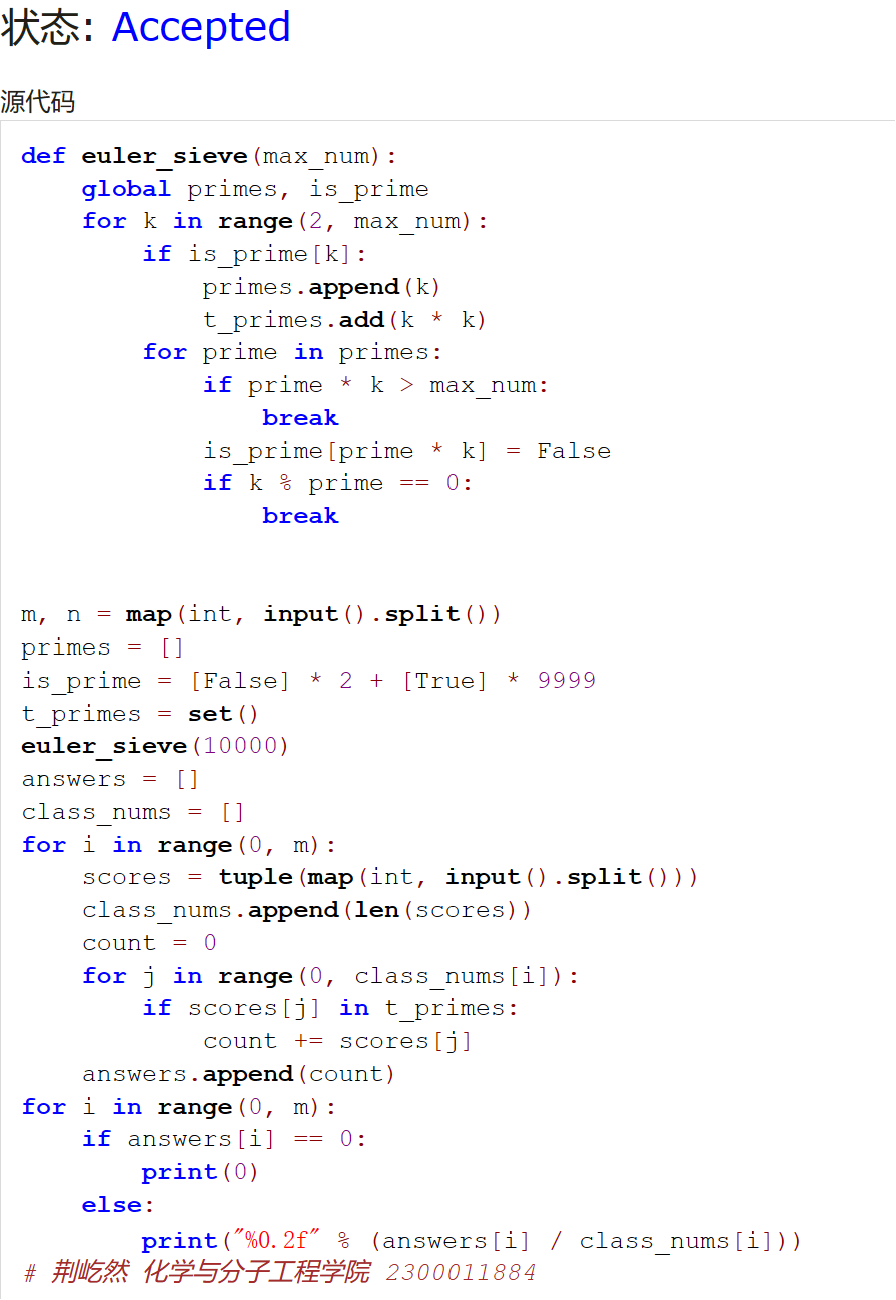 状态: Accepted
源代码
def euler_sieve(max_num):
    global primes, is_prime
    for k in range(2, max_num):
        if is_prime[k]:
            primes.append(k)
            t_primes.add(k * k)
        for prime in primes:
            if prime * k > max_num:
                break
            is_prime[prime * k] = False
            if k % prime == 0:
                break
m, n = map(int, input().split())
primes = []
is_prime = [False] * 2 + [True] * 9999
t_primes = set()
euler_sieve(10000)
answers = []
class_nums = []
for i in range(0, m):
    scores = tuple(map(int, input().split()))
    class_nums.append(len(scores))
    count = 0
    for j in range(0, class_nums[i]):
        if scores[j] in t_primes:
            count += scores[j]
    answers.append(count)
for i in range(0, m):
    if answers[i] == 0:
        print(0)
    else:
        print("%0.2f" % (answers[i] / class_nums[i]))
# 荆屹然 化学与分子工程学院 2300011884